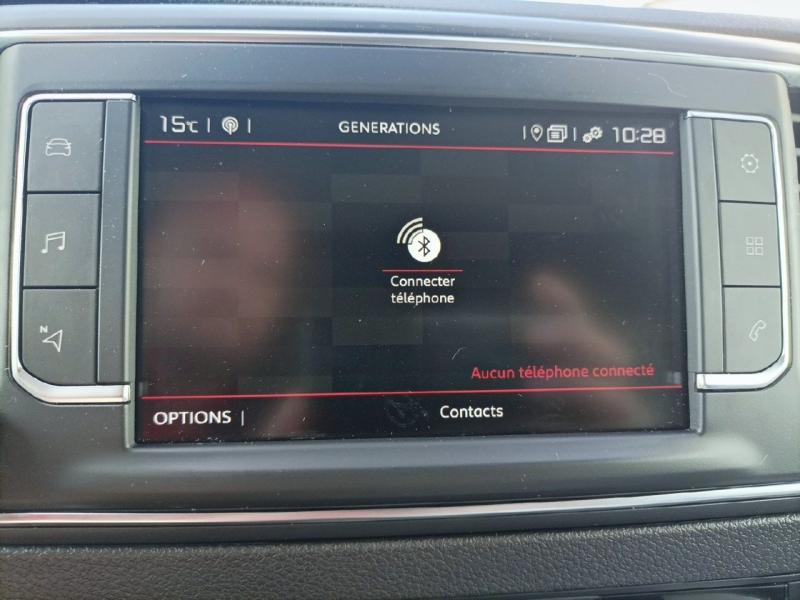 15°C
GENERATIONS
10:28
Connecter
téléphone
Aucun téléphone connecté
OPTIONS
Contacts
N